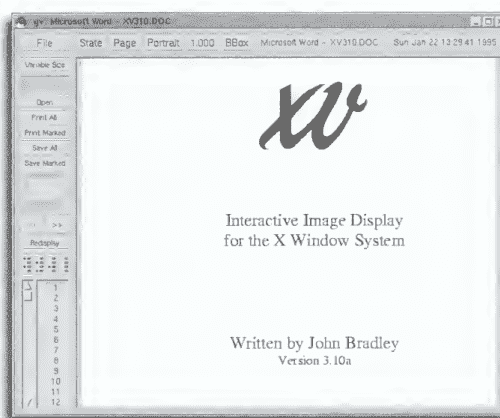 gv: Microsoft Word - XV310.DOC
File State Page Portrait 1.000 BBox Microsoft Word - XV310.DOC Sun Jan 22 13:29:41 1995
Variable Size
Open
Print All
Print Marked
Save All
Save Marked
>>
Redisplay
1
2
3
4
5
6
7
8
9
10
11
12
xv
Interactive Image Display
for the X Window System
Written by John Bradley
Version 3.10a